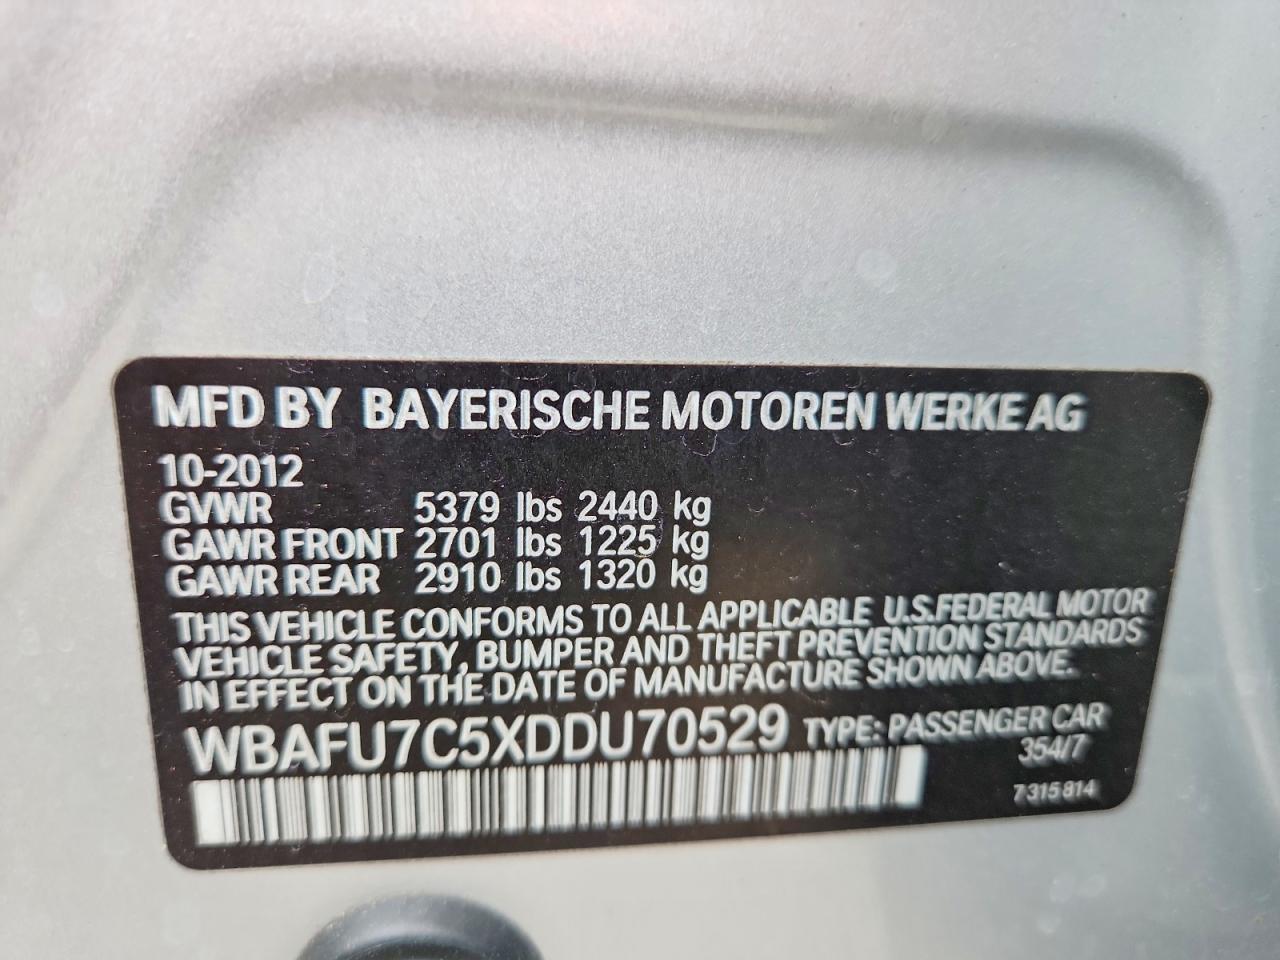 MFD BY BAYERISCHE MOTOREN WERKE AG
10-2012
GVWR 5379 lbs 2440 kg
GAWR FRONT 2701 lbs 1225 kg
GAWR REAR 2910 lbs 1320 kg
THIS VEHICLE CONFORMS TO ALL APPLICABLE U.S.FEDERAL MOTOR
VEHICLE SAFETY, BUMPER AND THEFT PREVENTION STANDARDS
IN EFFECT ON THE DATE OF MANUFACTURE SHOWN ABOVE.
WBAFU7C5XDDU70529 TYPE: PASSENGER CAR
354/7
7 315 814